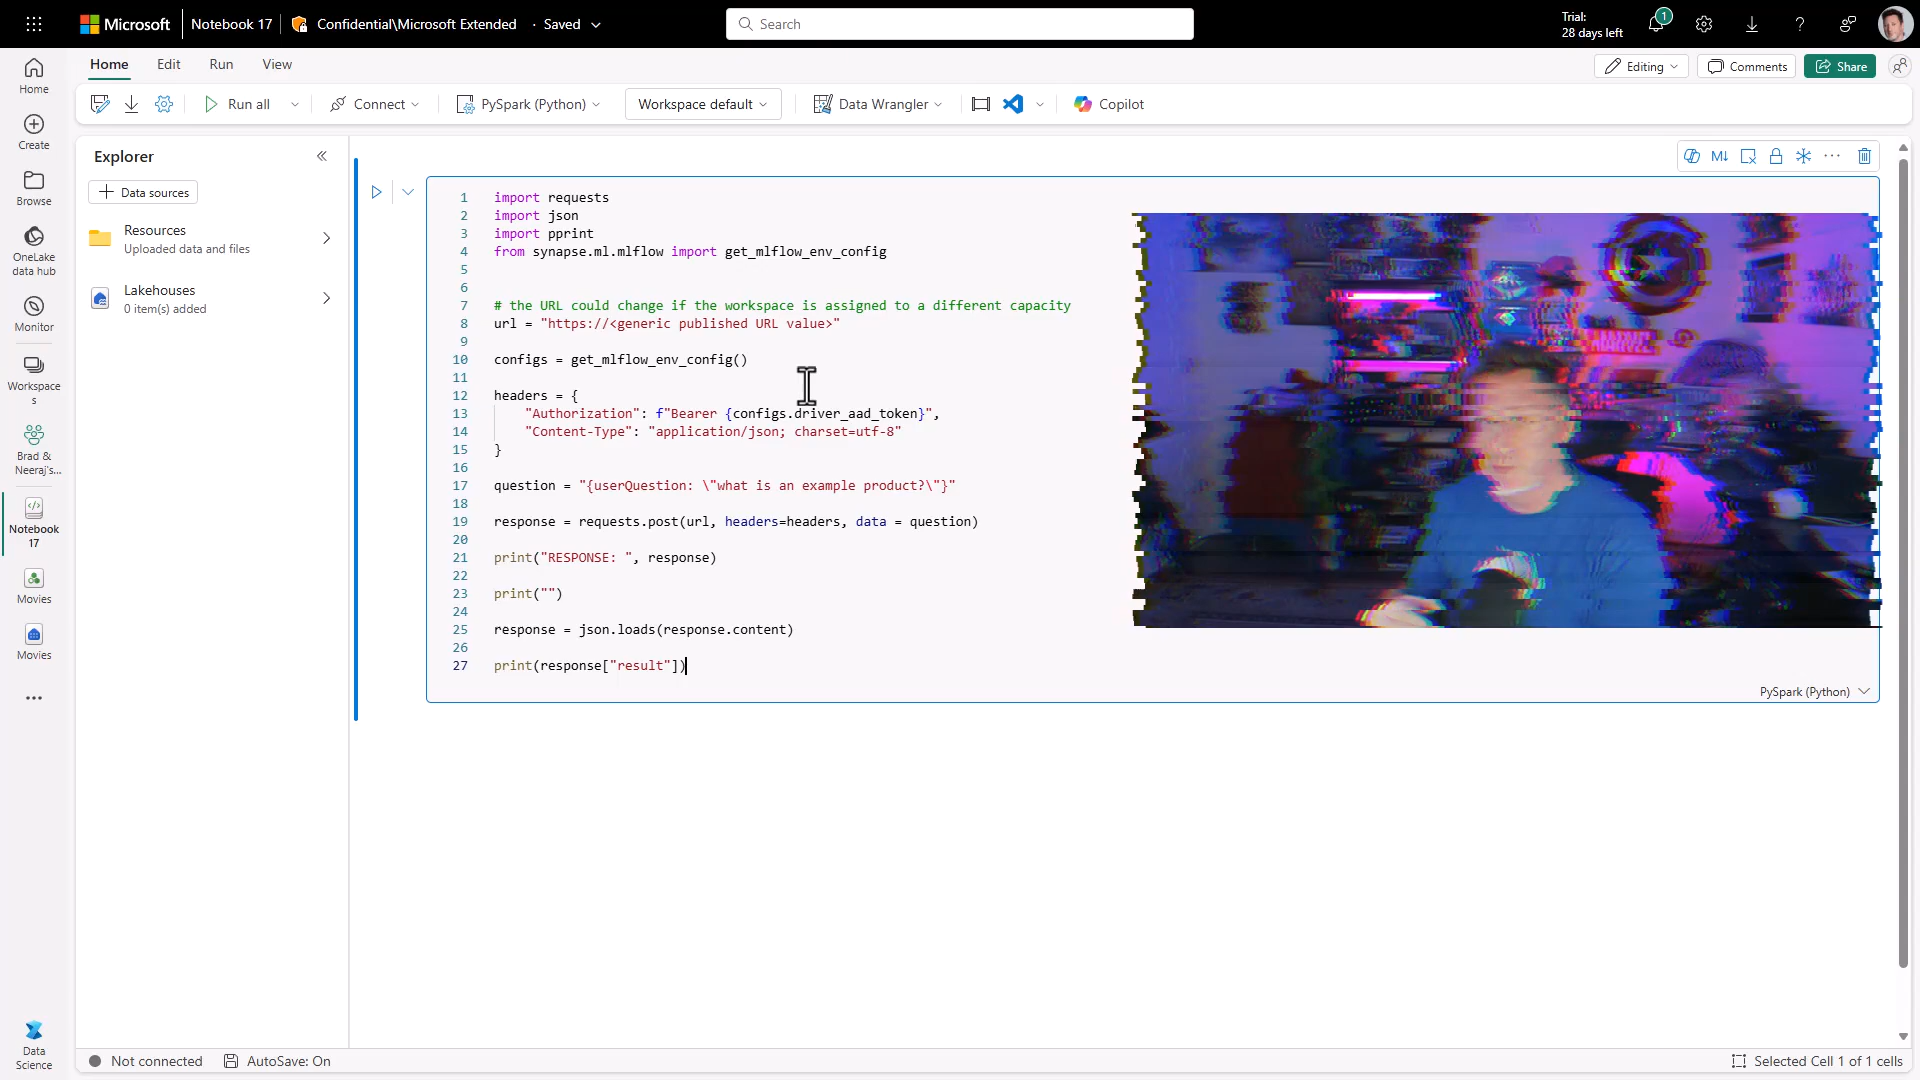 Microsoft
Notebook 17
Confidential\Microsoft Extended · Saved
Search
Trial:
28 days left
1
Home
Edit
Run
View
Editing
Comments
Share
Run all
Connect
PySpark (Python)
Workspace default
Data Wrangler
Copilot
Home
Create
Browse
OneLake
data hub
Monitor
Workspace
s
Brad &
Neeraj's...
Notebook
17
Movies
Movies
Data
Science
Explorer
Data sources
Resources
Uploaded data and files
Lakehouses
0 item(s) added
M↓
1 import requests
2 import json
3 import pprint
4 from synapse.ml.mlflow import get_mlflow_env_config
5
6
7 # the URL could change if the workspace is assigned to a different capacity
8 url = "https://<generic published URL value>"
9
10 configs = get_mlflow_env_config()
11
12 headers = {
13 "Authorization": f"Bearer {configs.driver_aad_token}",
14 "Content-Type": "application/json; charset=utf-8"
15 }
16
17 question = "{userQuestion: \"what is an example product?\"}"
18
19 response = requests.post(url, headers=headers, data = question)
20
21 print("RESPONSE: ", response)
22
23 print("")
24
25 response = json.loads(response.content)
26
27 print(response["result"])
PySpark (Python)
Not connected
AutoSave: On
Selected Cell 1 of 1 cells